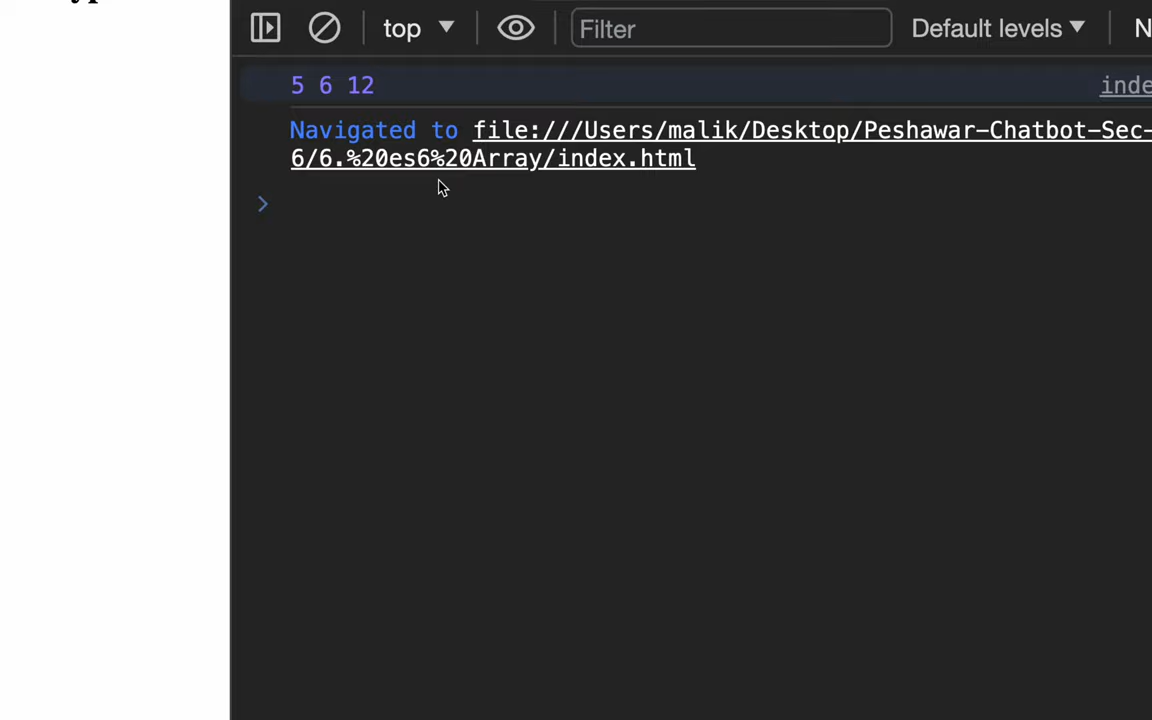 top Filter Default levels
5 6 12
Navigated to file:///Users/malik/Desktop/Peshawar-Chatbot-Sec-
6/6.%20es6%20Array/index.html